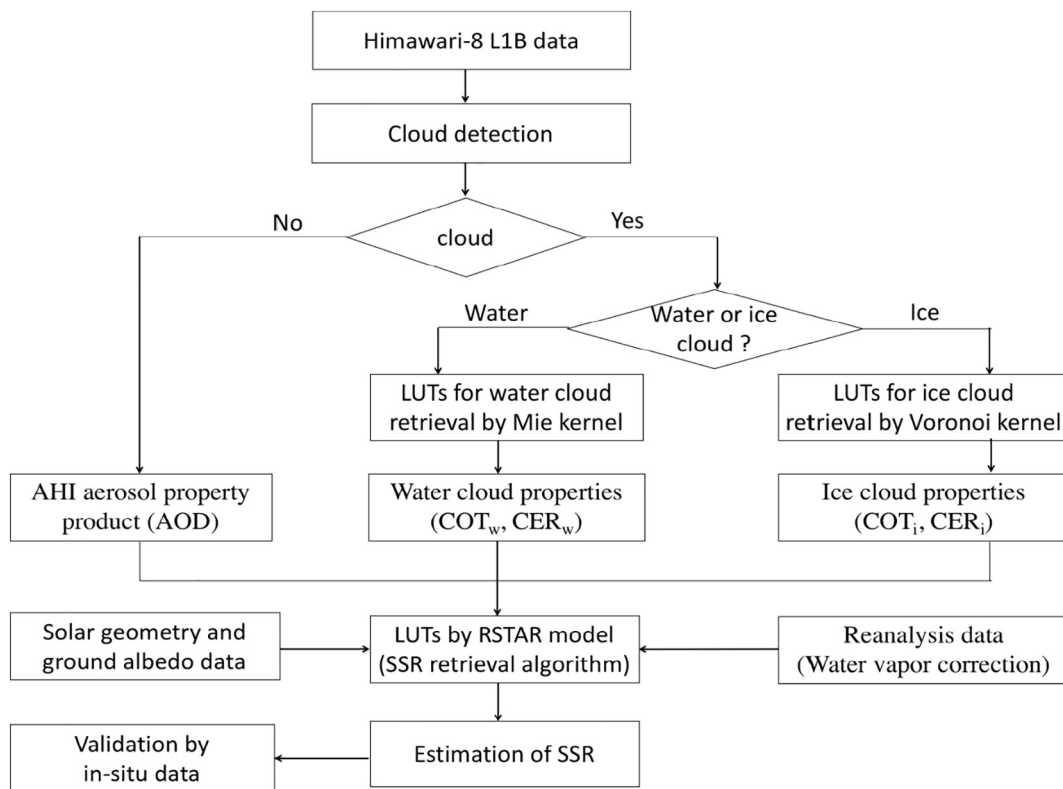 Himawari-8 L1B data
Cloud detection
No
cloud
Yes
Water
Water or ice
cloud ?
Ice
LUTs for water cloud
retrieval by Mie kernel
LUTs for ice cloud
retrieval by Voronoi kernel
AHI aerosol property
product (AOD)
Water cloud properties
(COTw, CERw)
Ice cloud properties
(COTi, CERi)
Solar geometry and
ground albedo data
LUTs by RSTAR model
(SSR retrieval algorithm)
Reanalysis data
(Water vapor correction)
Validation by
in-situ data
Estimation of SSR